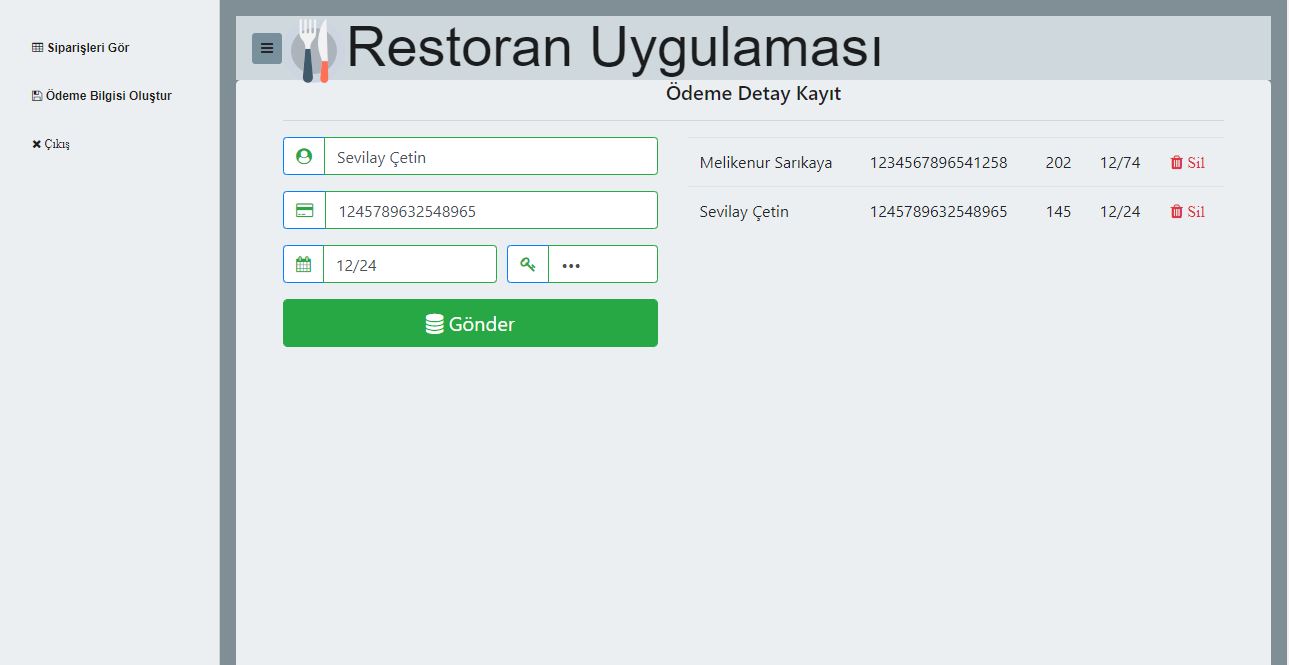 Siparişleri Gör
Ödeme Bilgisi Oluştur
Çıkış
Restoran Uygulaması
Ödeme Detay Kayıt
Sevilay Çetin
1245789632548965
12/24
•••
Gönder
Melikenur Sarıkaya 1234567896541258 202 12/74 Sil
Sevilay Çetin 1245789632548965 145 12/24 Sil